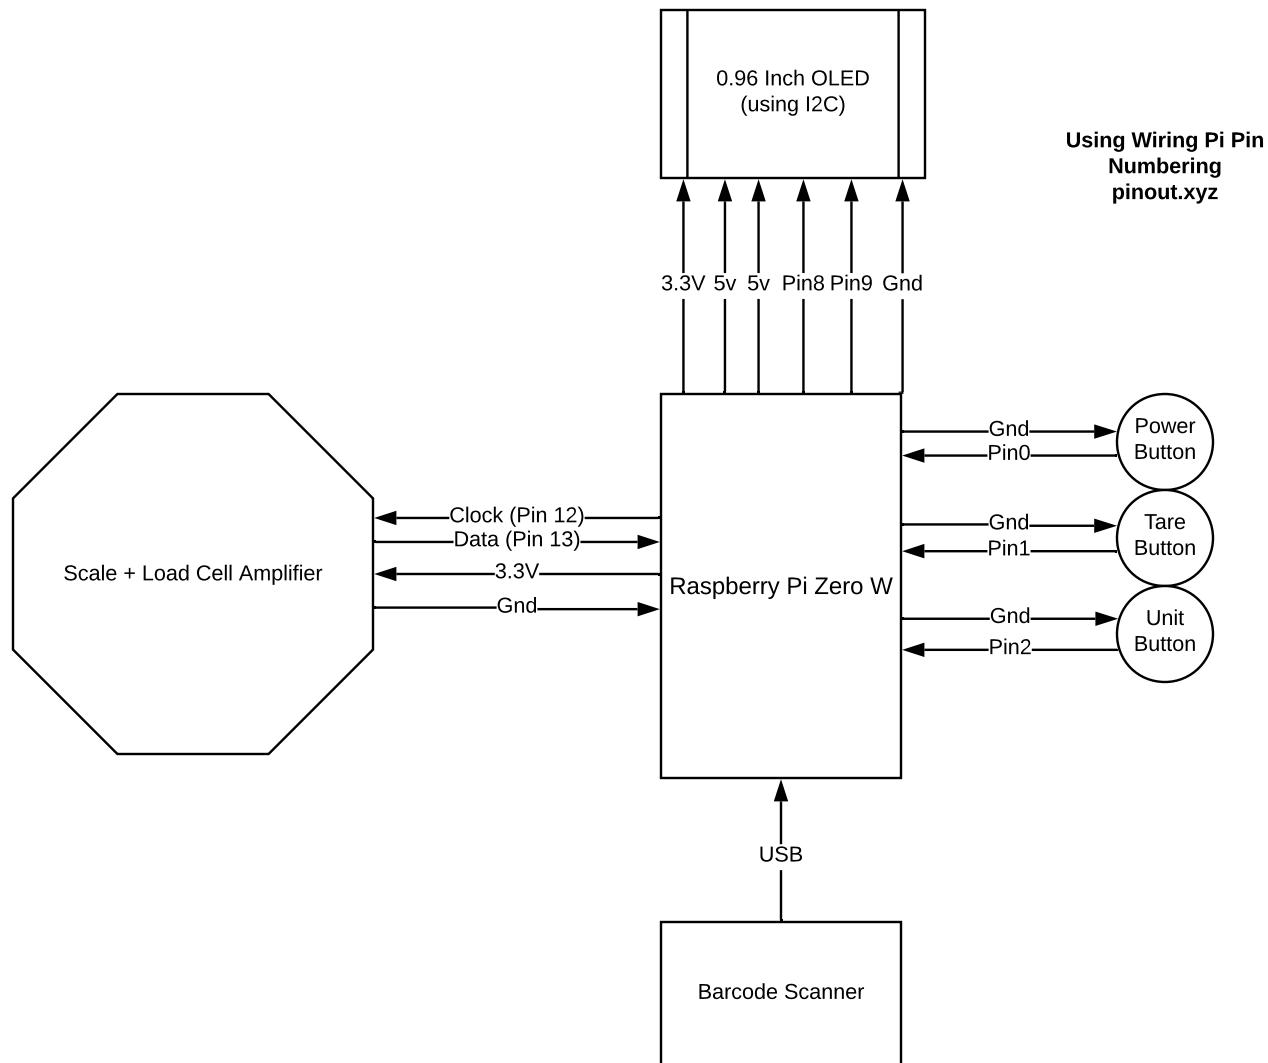 0.96 Inch OLED
(using I2C)
Using Wiring Pi Pin
Numbering
pinout.xyz
3.3V 5v 5v Pin8 Pin9 Gnd
Gnd
Pin0
Power
Button
Clock (Pin 12)
Data (Pin 13)
3.3V
Gnd
Scale + Load Cell Amplifier
Raspberry Pi Zero W
Gnd
Pin1
Tare
Button
Gnd
Pin2
Unit
Button
USB
Barcode Scanner